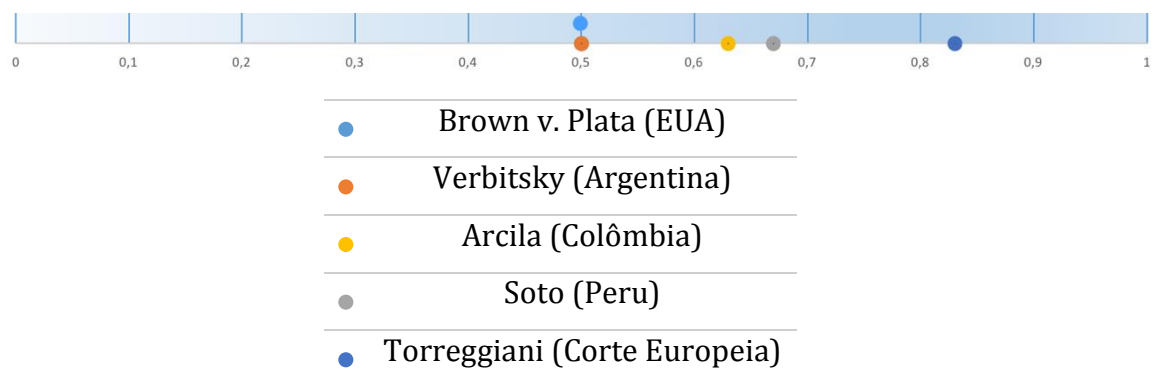 0 0,1 0,2 0,3 0,4 0,5 0,6 0,7 0,8 0,9 1
Brown v. Plata (EUA)
Verbitsky (Argentina)
Arcila (Colômbia)
Soto (Peru)
Torreggiani (Corte Europeia)